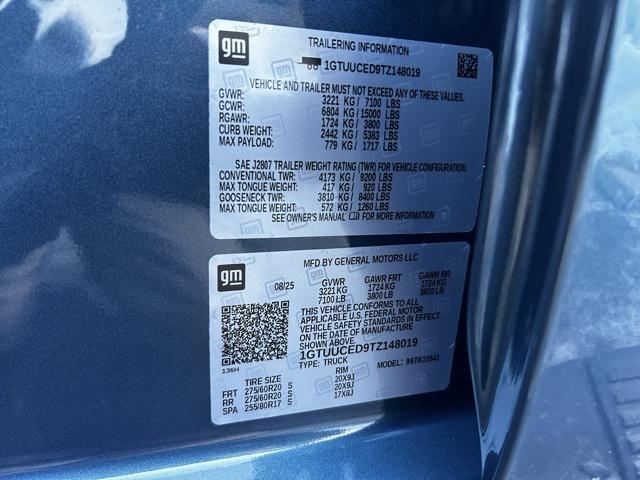 gm
TRAILERING INFORMATION
1GTUUCED9TZ148019
VEHICLE AND TRAILER MUST NOT EXCEED ANY OF THESE VALUES.
GVWR: 3221 KG / 7100 LBS
GCWR: 6804 KG / 15000 LBS
RGAWR: 1724 KG / 3800 LBS
CURB WEIGHT: 2442 KG / 5383 LBS
MAX PAYLOAD: 779 KG / 1717 LBS
SAE J2807 TRAILER WEIGHT RATING (TWR) FOR VEHICLE CONFIGURATION.
CONVENTIONAL TWR: 4173 KG / 9200 LBS
MAX TONGUE WEIGHT: 417 KG / 920 LBS
GOOSENECK TWR: 3810 KG / 8400 LBS
MAX TONGUE WEIGHT: 572 KG / 1260 LBS
SEE OWNER'S MANUAL FOR MORE INFORMATION
gm
MFD BY GENERAL MOTORS LLC
08/25 GVWR GAWR FRT GAWR RR
3221KG 1724 KG 1724 KG
7100 LB 3800 LB 3800 LB
THIS VEHICLE CONFORMS TO ALL
APPLICABLE U.S. FEDERAL MOTOR
VEHICLE SAFETY STANDARDS IN EFFECT
ON THE DATE OF MANUFACTURE
SHOWN ABOVE.
1GTUUCED9TZ148019
TYPE: TRUCK MODEL: 99TK10543
136H
TIRE SIZE RIM
FRT 275/60R20 S 20X9J
RR 275/60R20 S 20X9J
SPA 255/80R17 S 17X8J